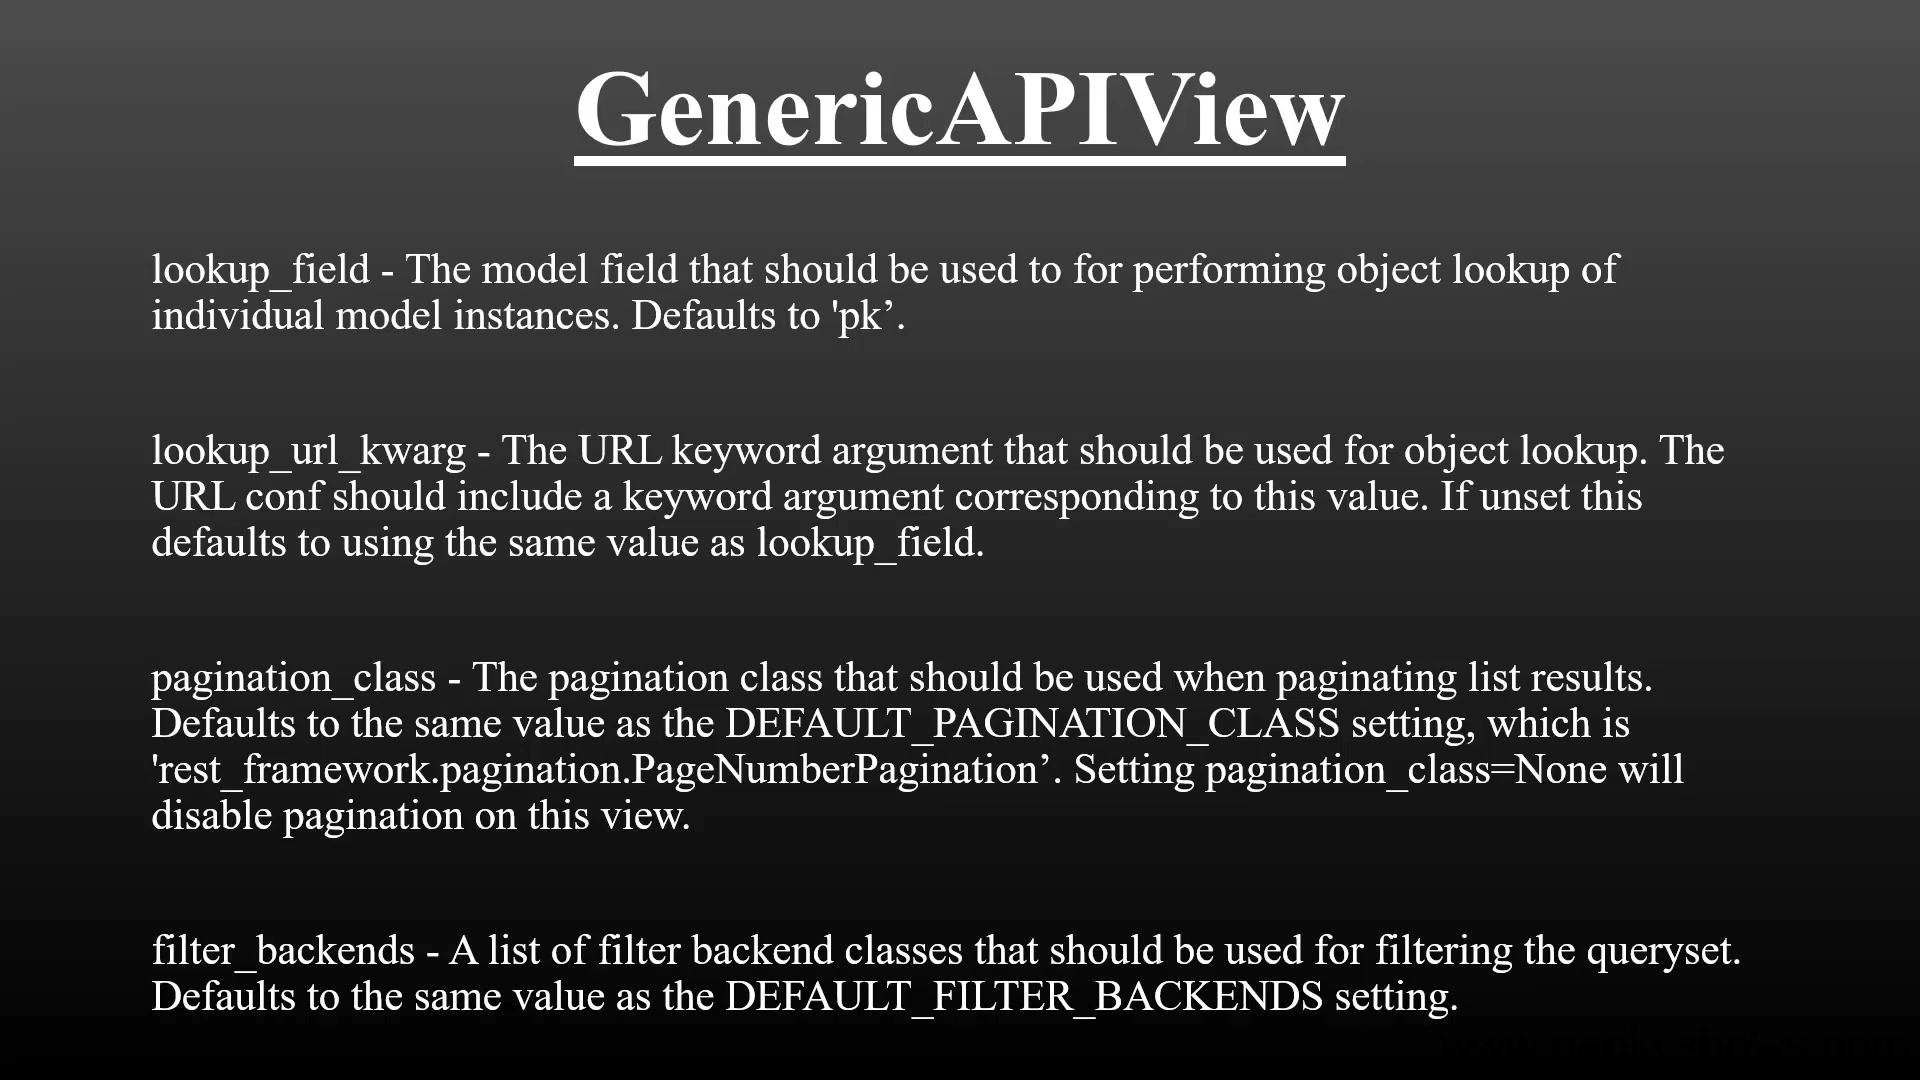 GenericAPIView
lookup_field - The model field that should be used to for performing object lookup of
individual model instances. Defaults to 'pk’.
lookup_url_kwarg - The URL keyword argument that should be used for object lookup. The
URL conf should include a keyword argument corresponding to this value. If unset this
defaults to using the same value as lookup_field.
pagination_class - The pagination class that should be used when paginating list results.
Defaults to the same value as the DEFAULT_PAGINATION_CLASS setting, which is
'rest_framework.pagination.PageNumberPagination’. Setting pagination_class=None will
disable pagination on this view.
filter_backends - A list of filter backend classes that should be used for filtering the queryset.
Defaults to the same value as the DEFAULT_FILTER_BACKENDS setting.